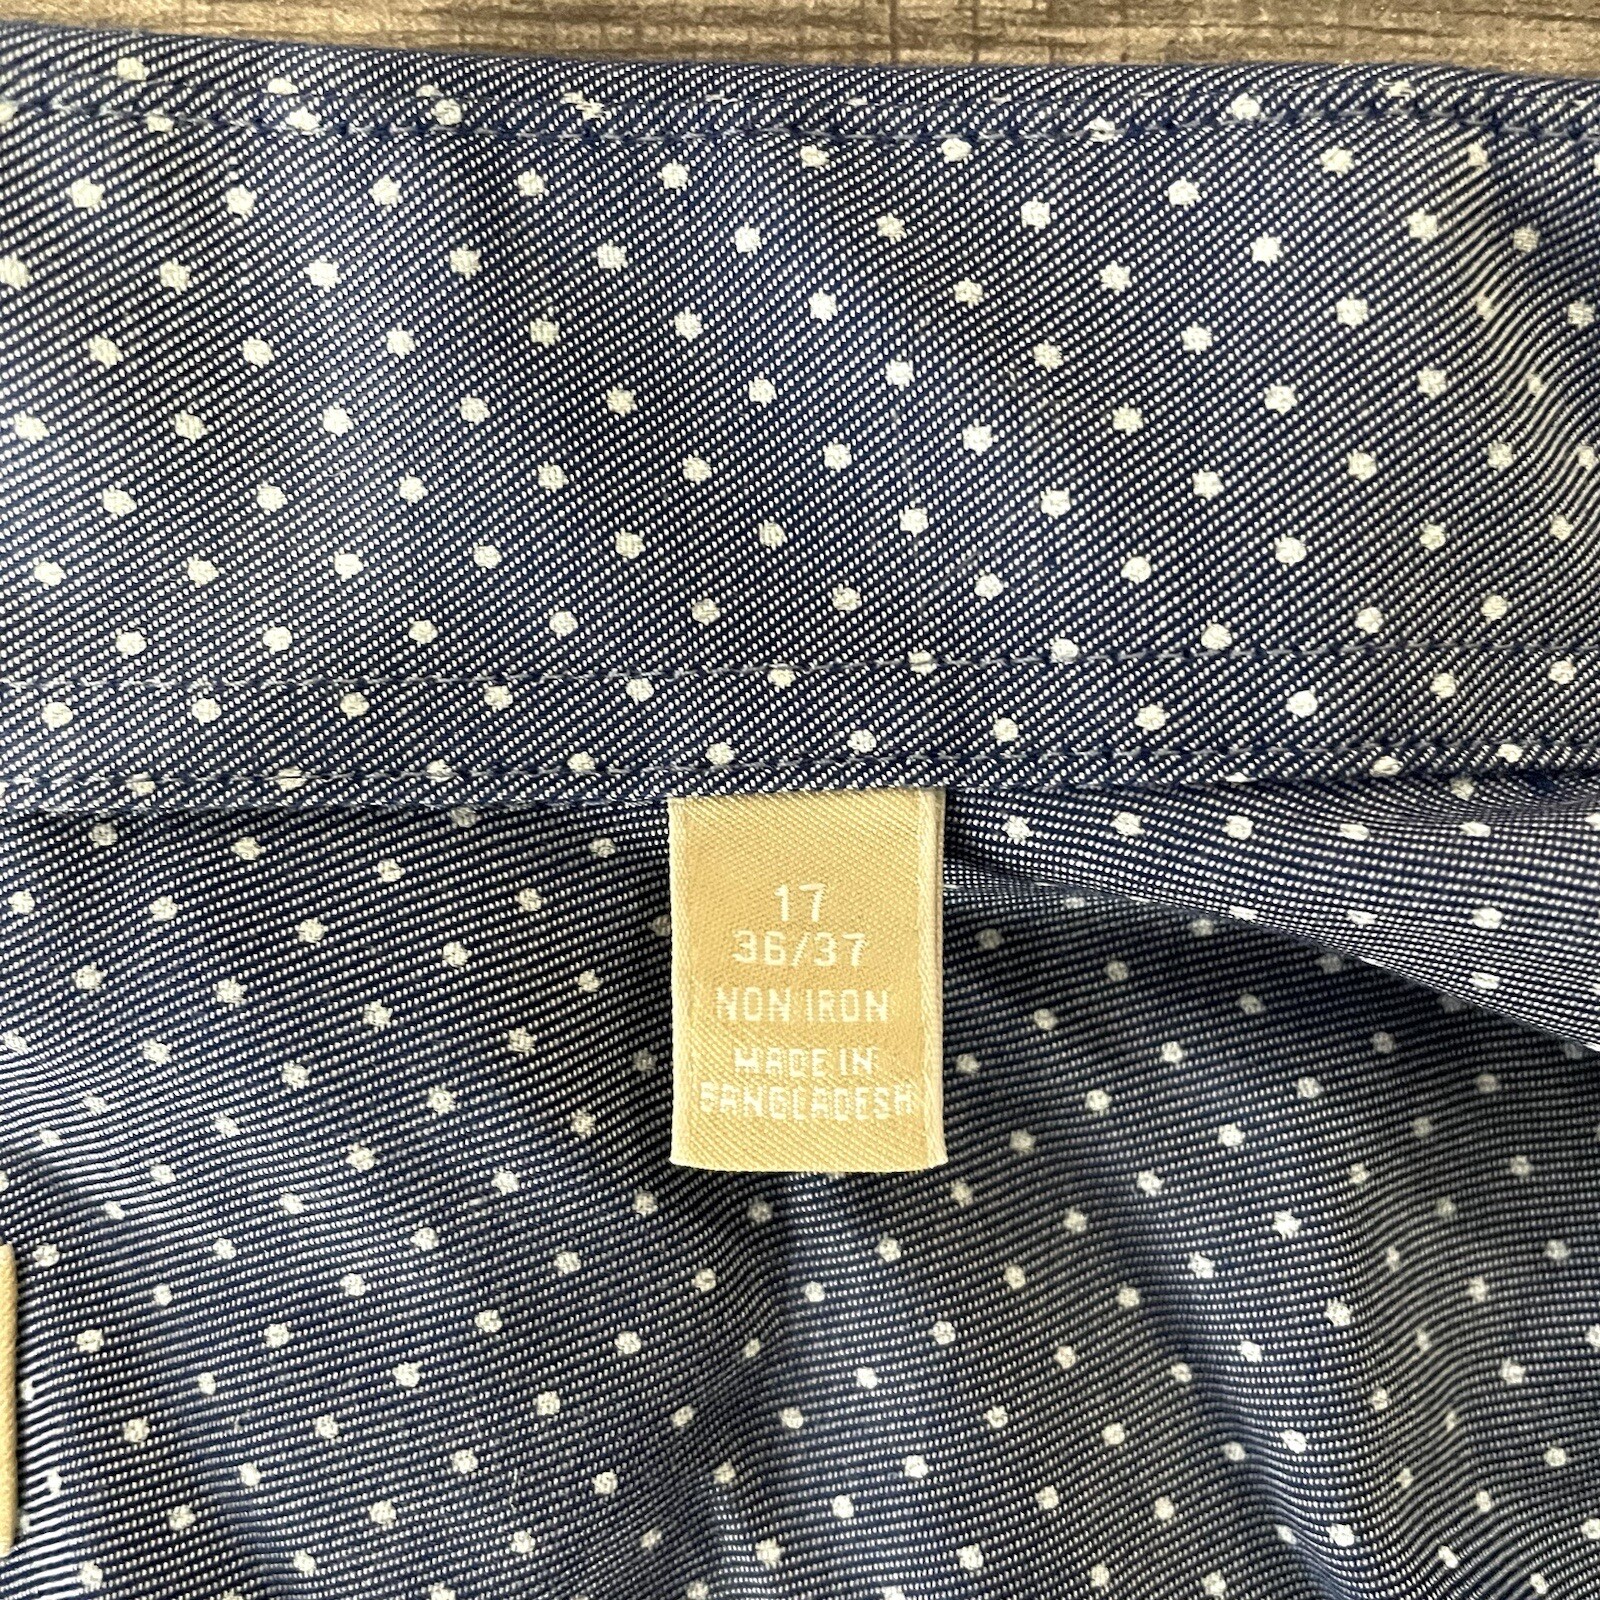 17
36/37
NON IRON
MADE IN
BANGLADESH